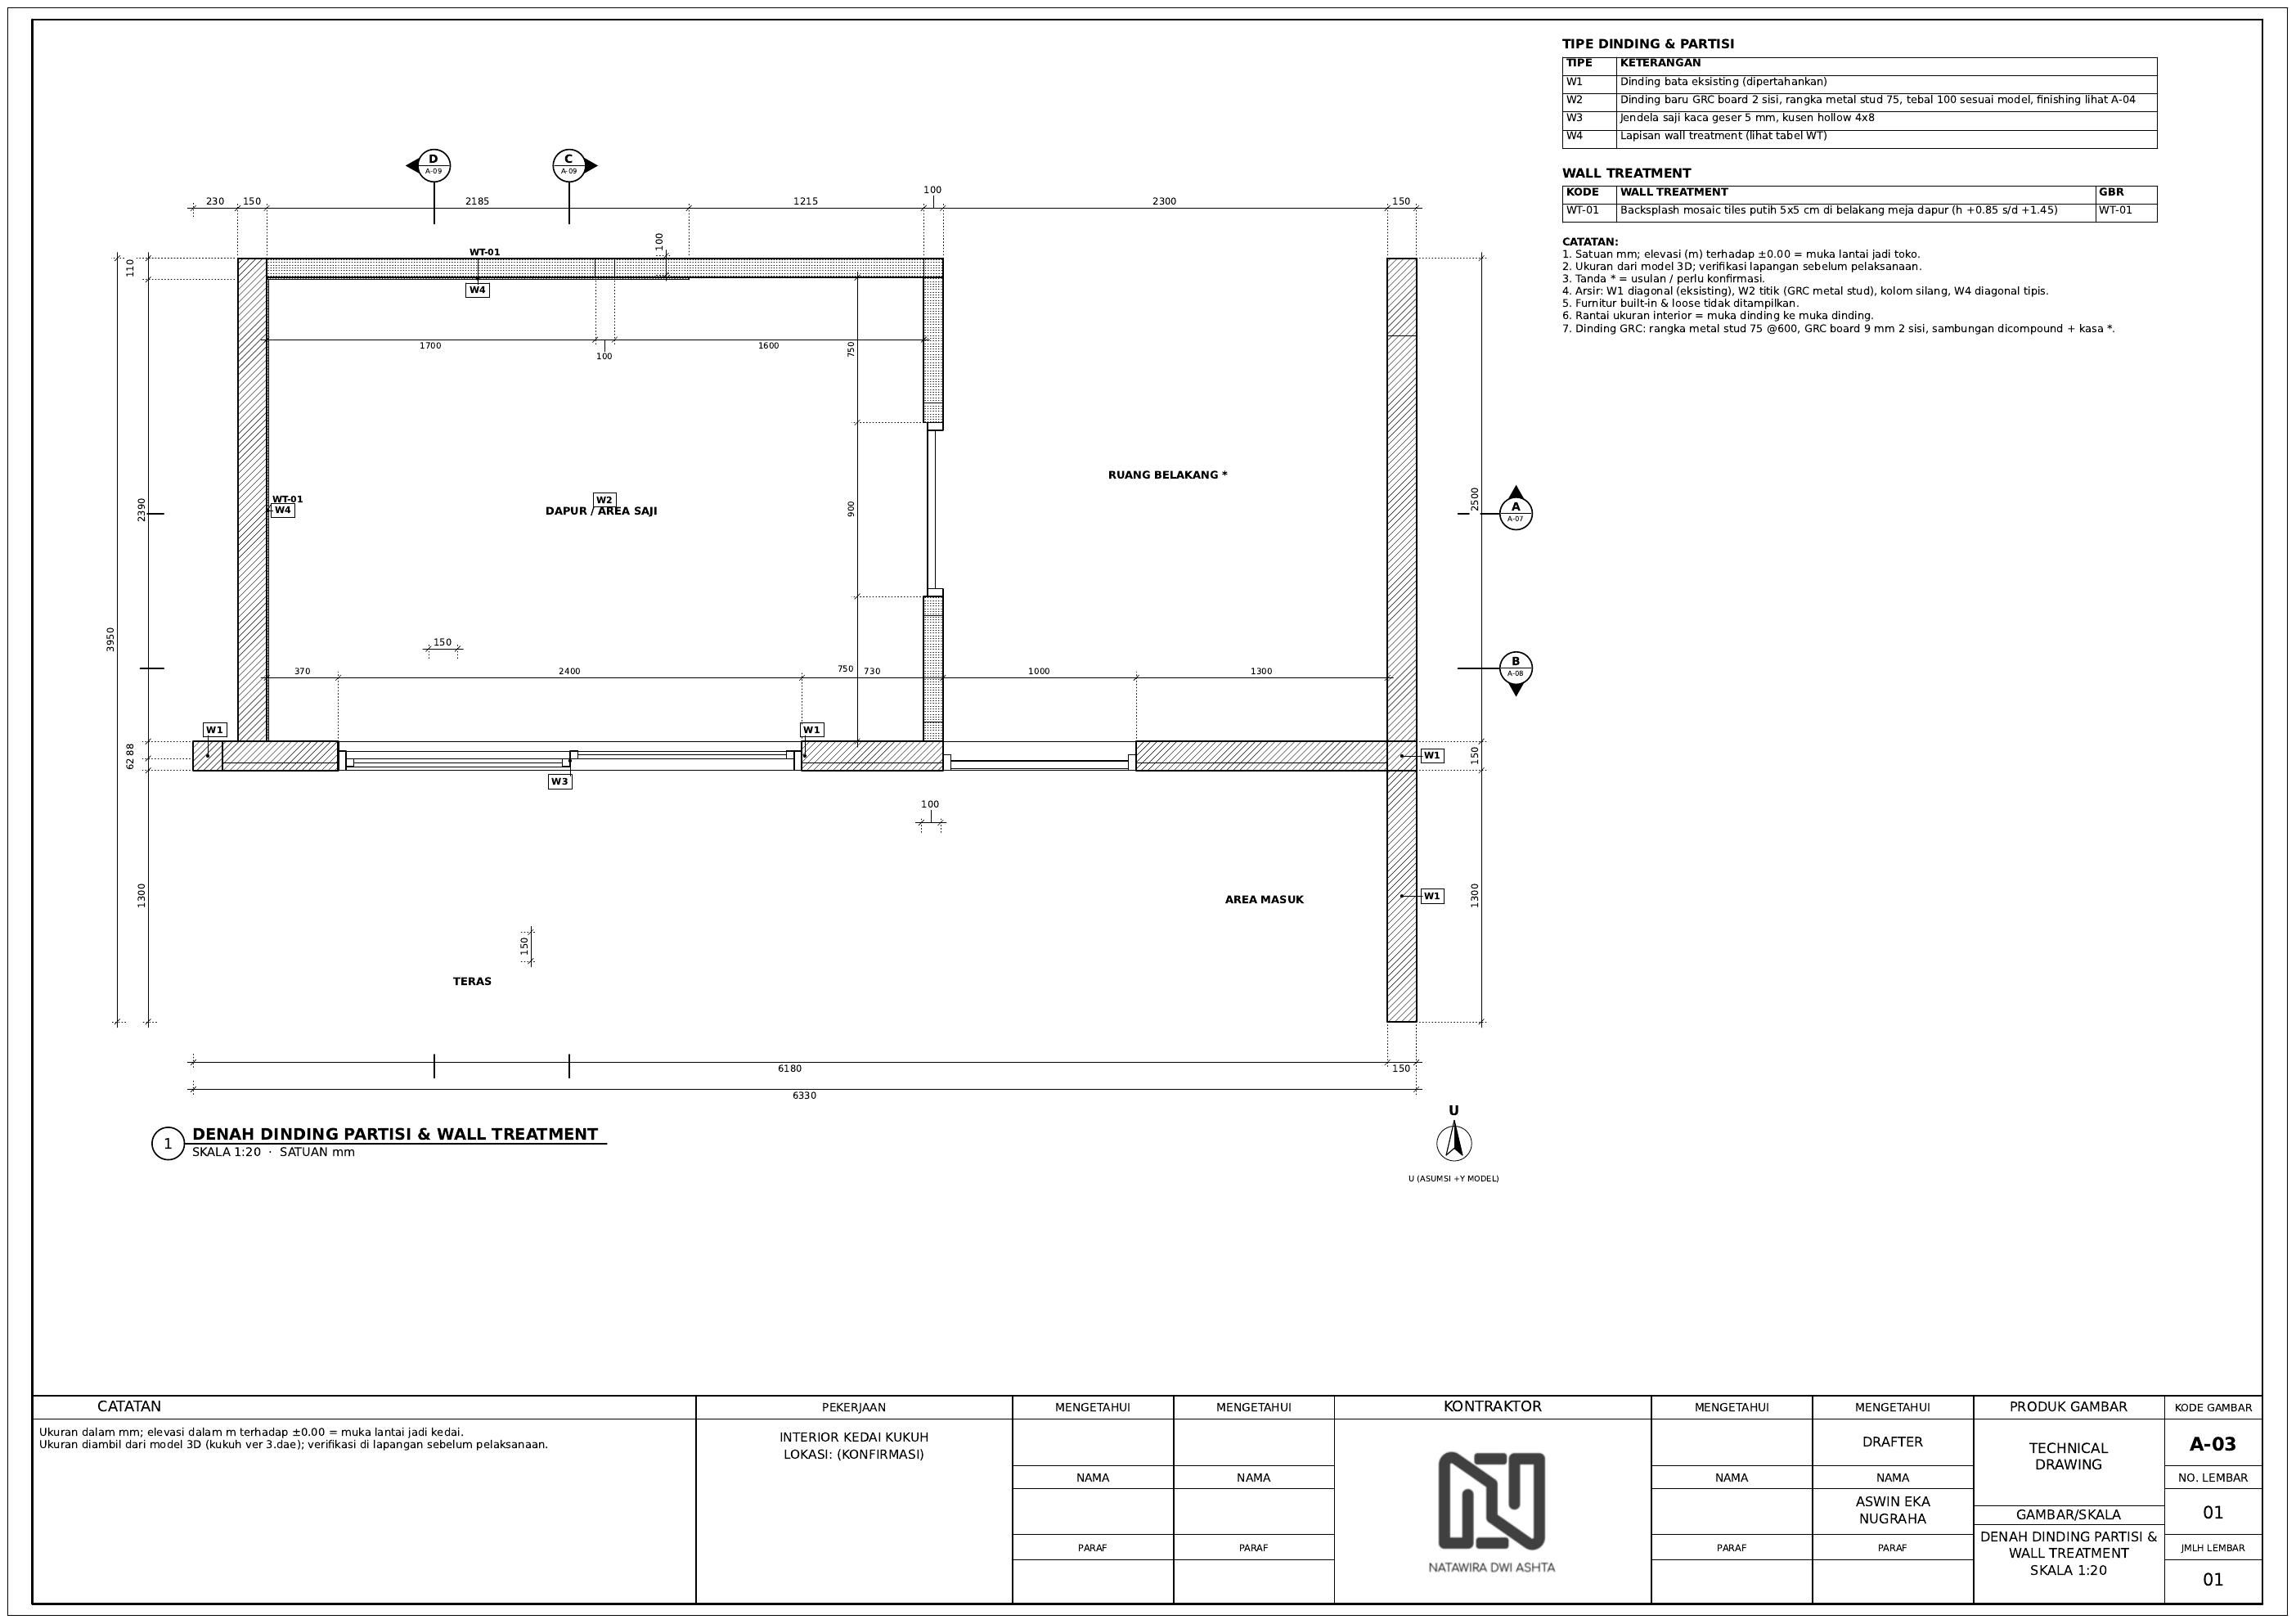 TIPE DINDING & PARTISI
TIPE KETERANGAN
W1 Dinding bata eksisting (dipertahankan)
W2 Dinding baru GRC board 2 sisi, rangka metal stud 75, tebal 100 sesuai model, finishing lihat A-04
W3 Jendela saji kaca geser 5 mm, kusen hollow 4x8
W4 Lapisan wall treatment (lihat tabel WT)
WALL TREATMENT
KODE WALL TREATMENT GBR
WT-01 Backsplash mosaic tiles putih 5x5 cm di belakang meja dapur (h +0.85 s/d +1.45) WT-01
CATATAN:
1. Satuan mm; elevasi (m) terhadap ±0.00 = muka lantai jadi toko.
2. Ukuran dari model 3D; verifikasi lapangan sebelum pelaksanaan.
3. Tanda * = usulan / perlu konfirmasi.
4. Arsir: W1 diagonal (eksisting), W2 titik (GRC metal stud), kolom silang, W4 diagonal tipis.
5. Furnitur built-in & loose tidak ditampilkan.
6. Rantai ukuran interior = muka dinding ke muka dinding.
7. Dinding GRC: rangka metal stud 75 @600, GRC board 9 mm 2 sisi, sambungan dicompound + kasa *.
D
A-09
C
A-09
230 150 2185 1215 100 2300 150
WT-01
W4
100
110
1700 100 1600
750
RUANG BELAKANG *
WT-01
W4
W2
DAPUR / AREA SAJI
900
2390
2500
A
A-07
3950
150
370 2400 750 730 1000 1300
B
A-08
W1
W1
W1
W3
62 88
150
100
1300
W1
1300
AREA MASUK
150
TERAS
6180 150
6330
1
DENAH DINDING PARTISI & WALL TREATMENT
SKALA 1:20 · SATUAN mm
U
U (ASUMSI +Y MODEL)
CATATAN
Ukuran dalam mm; elevasi dalam m terhadap ±0.00 = muka lantai jadi kedai.
Ukuran diambil dari model 3D (kukuh ver 3.dae); verifikasi di lapangan sebelum pelaksanaan.
PEKERJAAN
INTERIOR KEDAI KUKUH
LOKASI: (KONFIRMASI)
MENGETAHUI
NAMA
PARAF
MENGETAHUI
NAMA
PARAF
KONTRAKTOR
NATAWIRA DWI ASHTA
MENGETAHUI
NAMA
PARAF
MENGETAHUI
DRAFTER
NAMA
ASWIN EKA
NUGRAHA
PARAF
PRODUK GAMBAR
TECHNICAL
DRAWING
GAMBAR/SKALA
DENAH DINDING PARTISI &
WALL TREATMENT
SKALA 1:20
KODE GAMBAR
A-03
NO. LEMBAR
01
JMLH LEMBAR
01